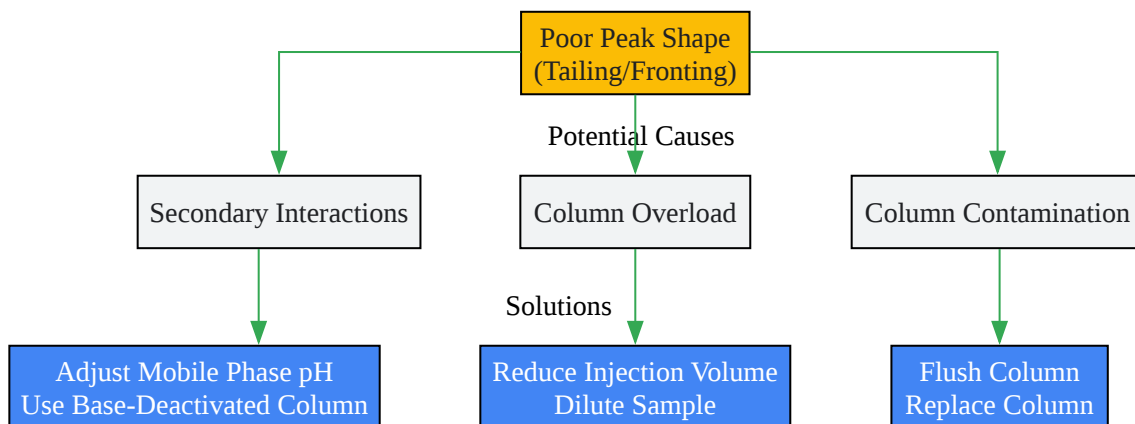 Poor Peak Shape
(Tailing/Fronting)
Potential Causes
Secondary Interactions
Column Overload
Column Contamination
Solutions
Adjust Mobile Phase pH
Use Base-Deactivated Column
Reduce Injection Volume
Dilute Sample
Flush Column
Replace Column